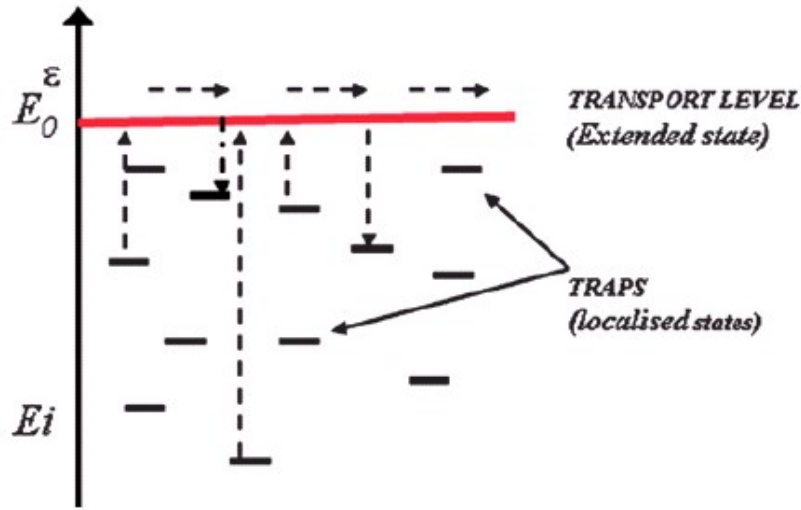 ε
E0
TRANSPORT LEVEL
(Extended state)
TRAPS
(localised states)
Ei